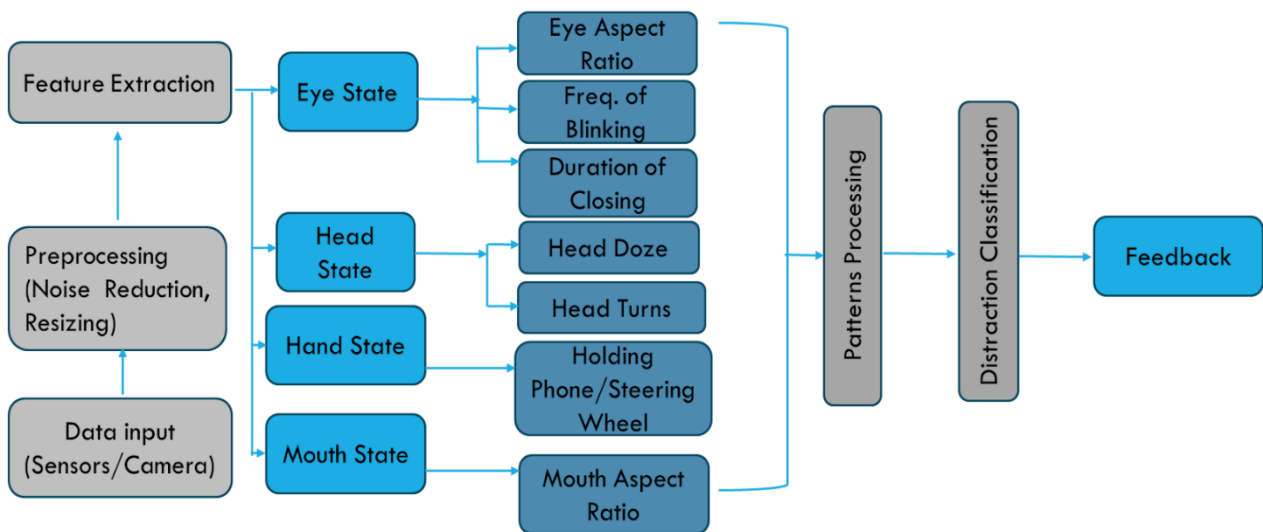 Feature Extraction
Preprocessing
(Noise Reduction,
Resizing)
Data input
(Sensors/Camera)
Eye State
Head
State
Hand State
Mouth State
Eye Aspect
Ratio
Freq. of
Blinking
Duration of
Closing
Head Doze
Head Turns
Holding
Phone/Steering
Wheel
Mouth Aspect
Ratio
Patterns Processing
Distraction Classification
Feedback